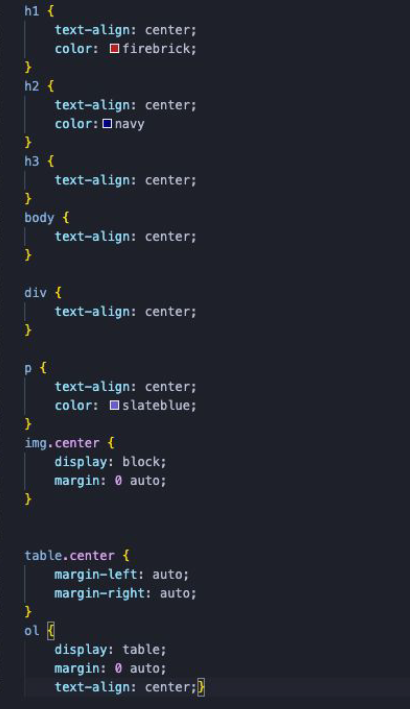 h1 {
text-align: center;
color: firebrick;
}
h2 {
text-align: center;
color: navy
}
h3 {
text-align: center;
}
body {
text-align: center;
}
div {
text-align: center;
}
p {
text-align: center;
color: slateblue;
}
img.center {
display: block;
margin: 0 auto;
}
table.center {
margin-left: auto;
margin-right: auto;
}
ol {
display: table;
margin: 0 auto;
text-align: center;}